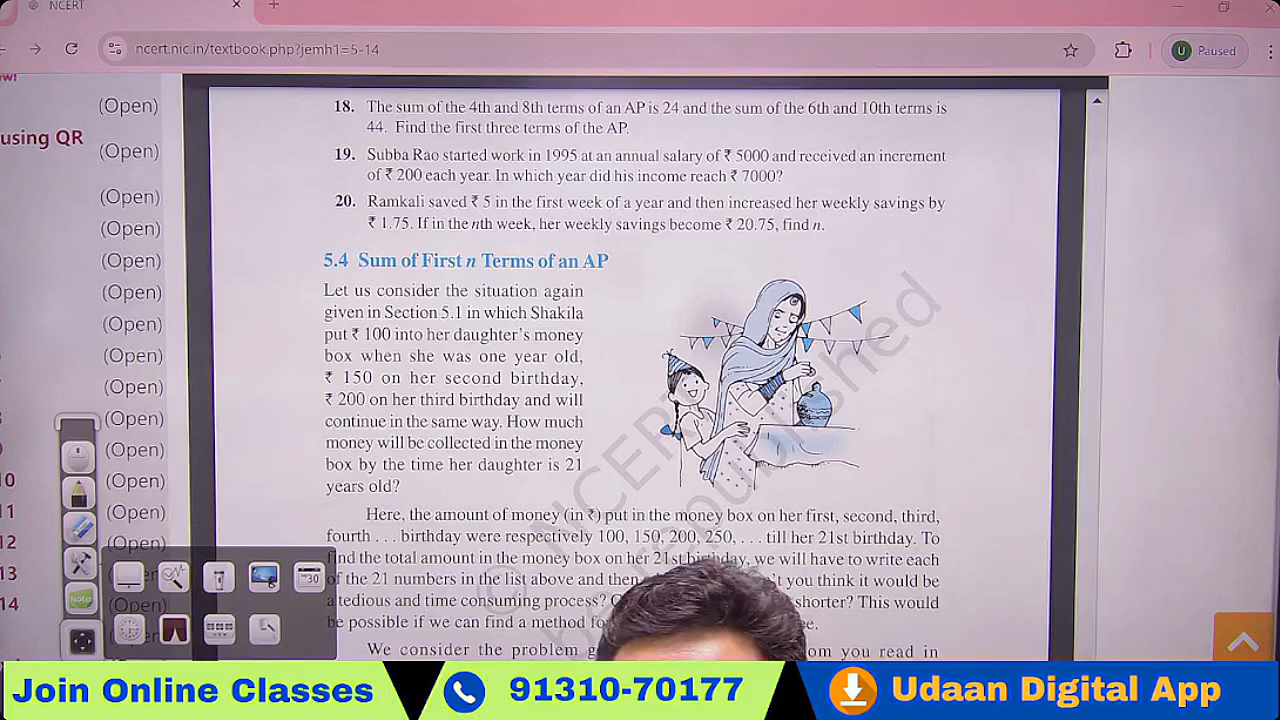 NCERT
ncert.nic.in/textbook.php?jemh1=5-14
U Paused
(Open)
using QR
(Open)
(Open)
(Open)
(Open)
(Open)
(Open)
(Open)
(Open)
(Open)
(Open)
10 (Open)
11 (Open)
12 (Open)
13
14 (Open)
18. The sum of the 4th and 8th terms of an AP is 24 and the sum of the 6th and 10th terms is
44. Find the first three terms of the AP.
19. Subba Rao started work in 1995 at an annual salary of ₹ 5000 and received an increment
of ₹ 200 each year. In which year did his income reach ₹ 7000?
20. Ramkali saved ₹ 5 in the first week of a year and then increased her weekly savings by
₹ 1.75. If in the nth week, her weekly savings become ₹ 20.75, find n.
5.4 Sum of First n Terms of an AP
Let us consider the situation again
given in Section 5.1 in which Shakila
put ₹ 100 into her daughter's money
box when she was one year old,
₹ 150 on her second birthday,
₹ 200 on her third birthday and will
continue in the same way. How much
money will be collected in the money
box by the time her daughter is 21
years old?
Here, the amount of money (in ₹) put in the money box on her first, second, third,
fourth . . . birthday were respectively 100, 150, 200, 250, . . . till her 21st birthday. To
find the total amount in the money box on her 21st birthday, we will have to write each
of the 21 numbers in the list above and then you think it would be
a tedious and time consuming process? shorter? This would
be possible if we can find a method
We consider the problem you read in
© NCERT
Note
30
Join Online Classes
91310-70177
Udaan Digital App